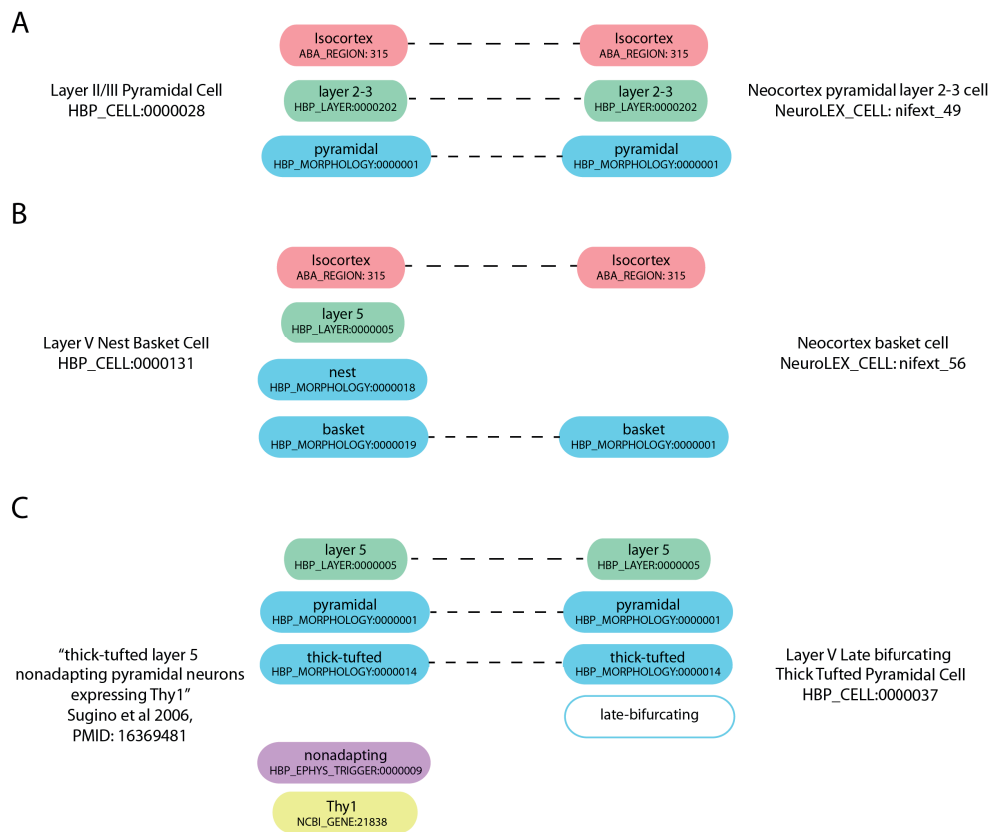 A
Isocortex
ABA_REGION: 315
Isocortex
ABA_REGION: 315
Layer II/III Pyramidal Cell
HBP_CELL:0000028
layer 2-3
HBP_LAYER:0000202
layer 2-3
HBP_LAYER:0000202
Neocortex pyramidal layer 2-3 cell
NeuroLEX_CELL: nifext_49
pyramidal
HBP_MORPHOLOGY:0000001
pyramidal
HBP_MORPHOLOGY:0000001
B
Isocortex
ABA_REGION: 315
Isocortex
ABA_REGION: 315
layer 5
HBP_LAYER:0000005
Layer V Nest Basket Cell
HBP_CELL:0000131
Neocortex basket cell
NeuroLEX_CELL: nifext_56
nest
HBP_MORPHOLOGY:0000018
basket
HBP_MORPHOLOGY:0000019
basket
HBP_MORPHOLOGY:0000001
C
layer 5
HBP_LAYER:0000005
layer 5
HBP_LAYER:0000005
pyramidal
HBP_MORPHOLOGY:0000001
pyramidal
HBP_MORPHOLOGY:0000001
"thick-tufted layer 5
nonadapting pyramidal neurons
expressing Thy1"
Sugino et al 2006,
PMID: 16369481
thick-tufted
HBP_MORPHOLOGY:0000014
thick-tufted
HBP_MORPHOLOGY:0000014
Layer V Late bifurcating
Thick Tufted Pyramidal Cell
HBP_CELL:0000037
late-bifurcating
nonadapting
HBP_EPHYS_TRIGGER:0000009
Thy1
NCBI_GENE:21838